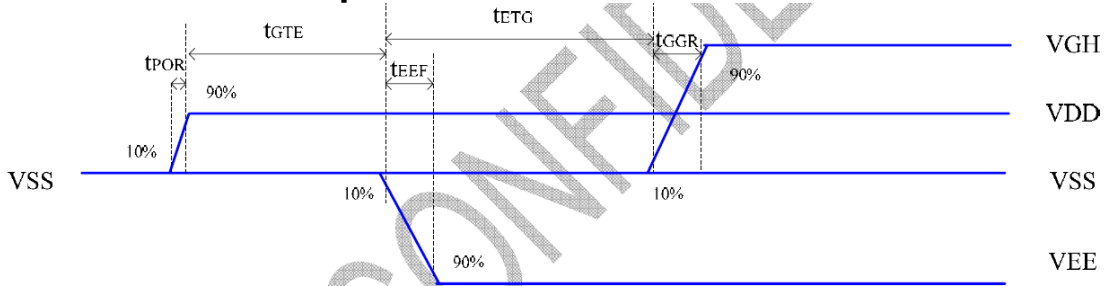 tETG
tGTE
tGGR
VGH
tPOR
tEEF
90%
90%
VDD
10%
VSS
VSS
10%
10%
90%
VEE